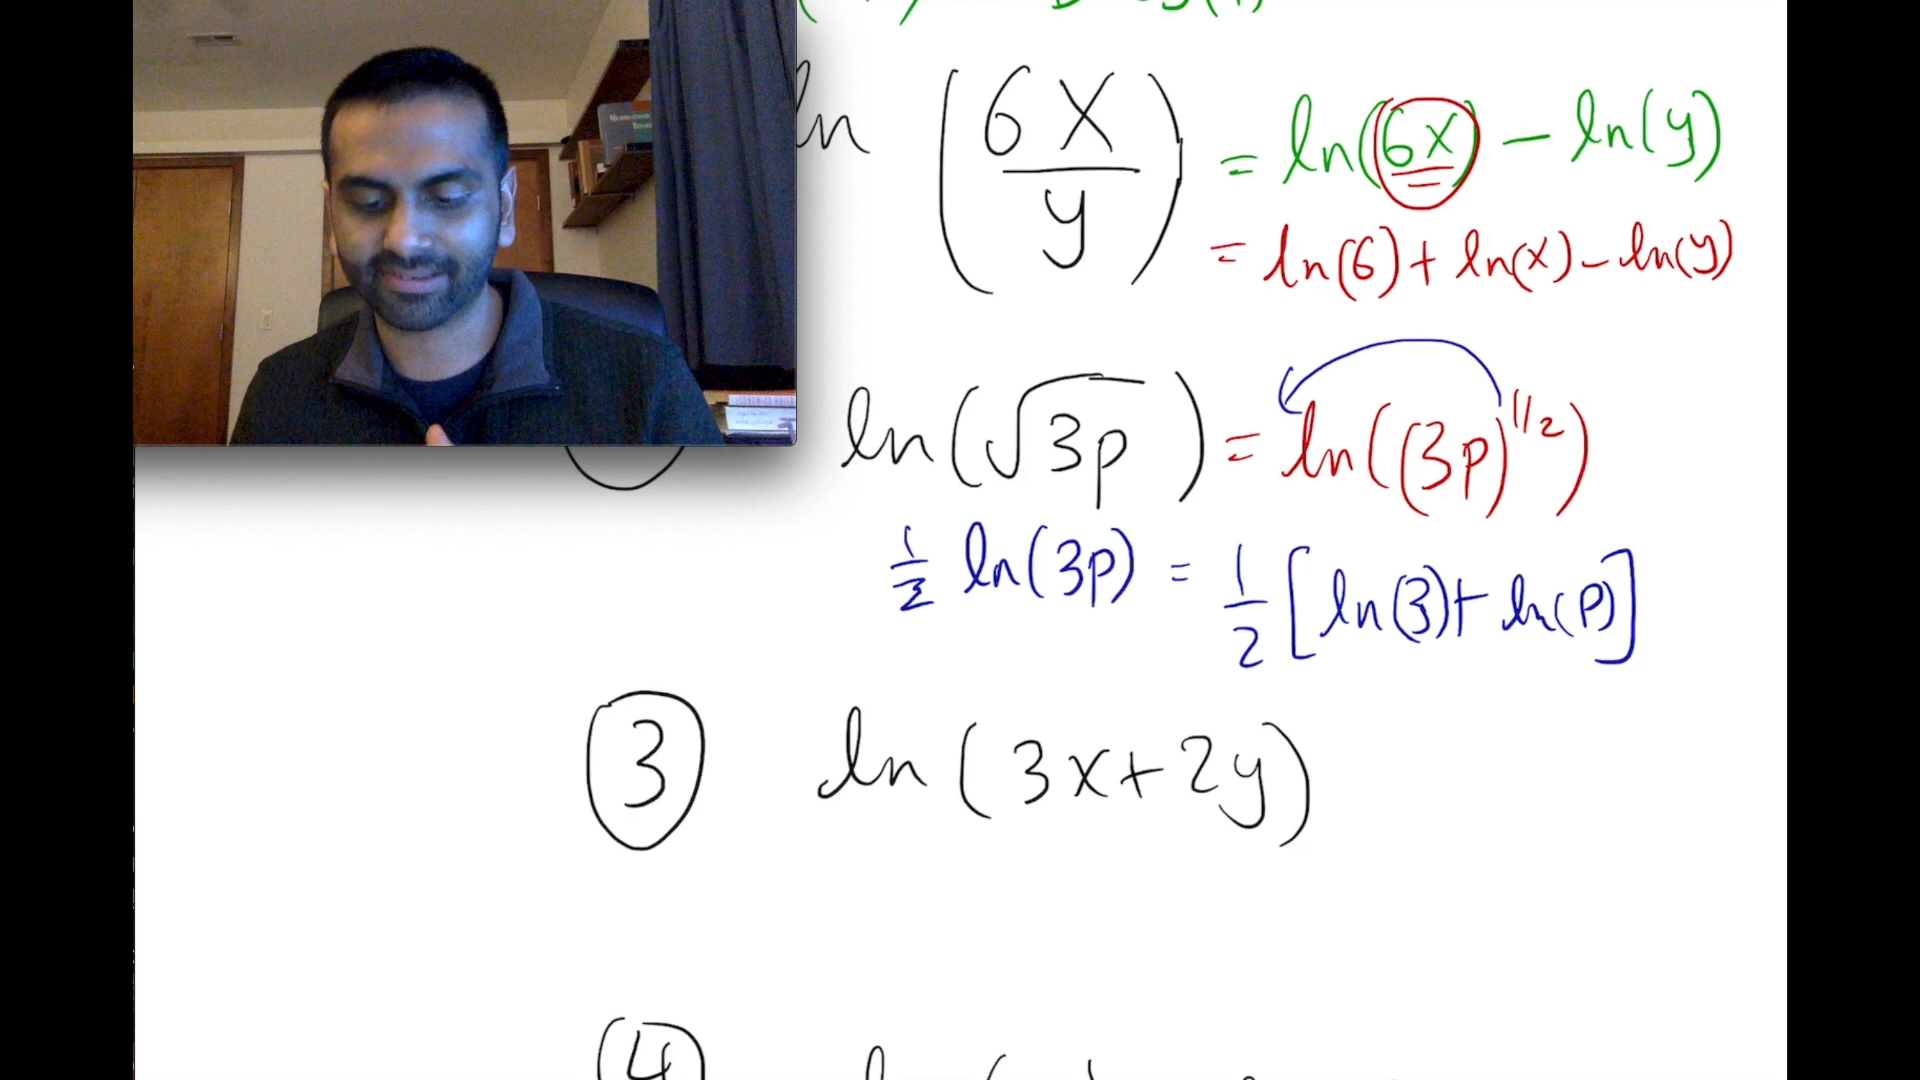 ln (6x/y) = ln(6x) − ln(y)
= ln(6) + ln(x) − ln(y)
ln(√3p) = ln((3p)^1/2)
1/2 ln(3p) = 1/2 [ln(3) + ln(p)]
③ ln(3x+2y)
④